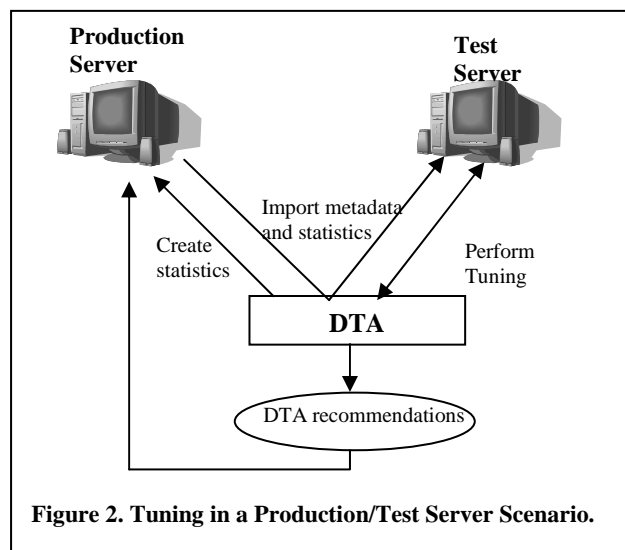 Production
Server
Test
Server
Import metadata
and statistics
Create
statistics
Perform
Tuning
DTA
DTA recommendations
Figure 2. Tuning in a Production/Test Server Scenario.